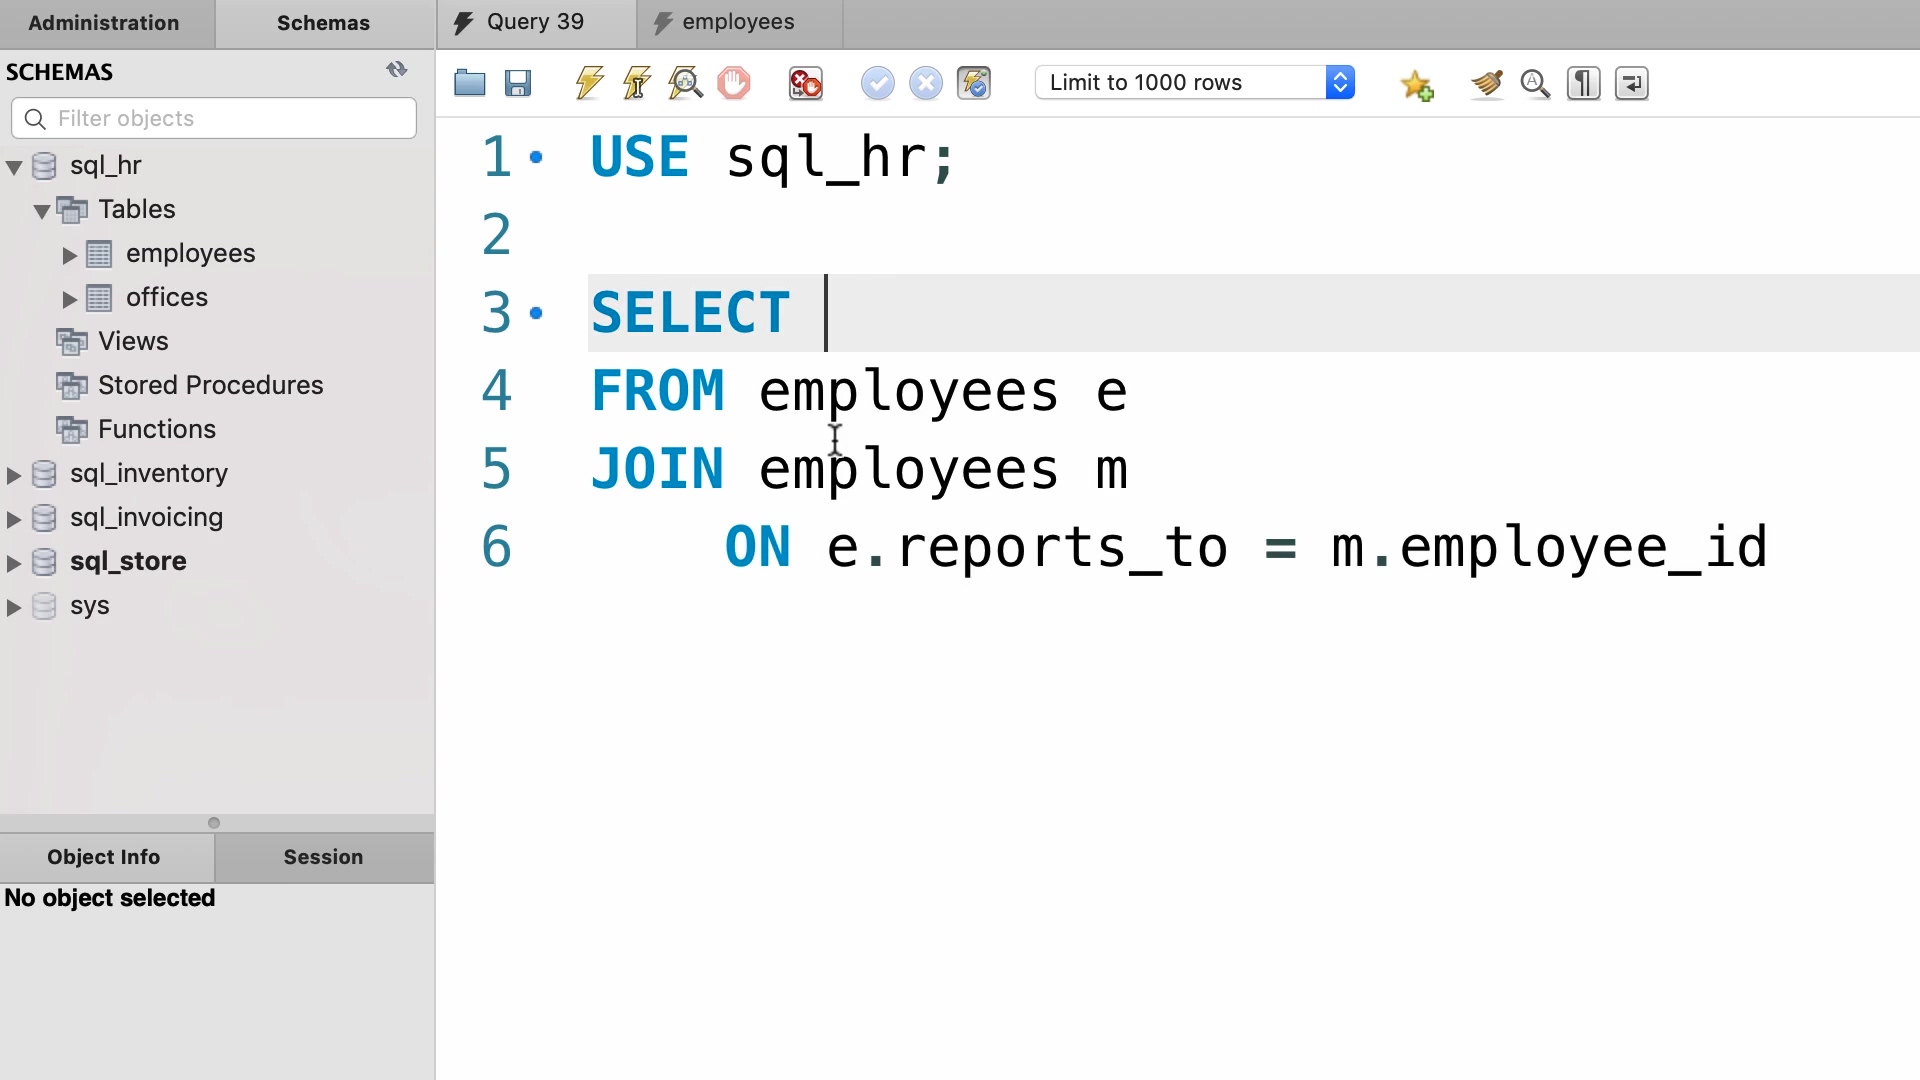 Administration
Schemas
Query 39
employees
SCHEMAS
Filter objects
Limit to 1000 rows
sql_hr
Tables
employees
offices
Views
Stored Procedures
Functions
sql_inventory
sql_invoicing
sql_store
sys
Object Info
Session
No object selected
1 USE sql_hr;
2
3 SELECT
4 FROM employees e
5 JOIN employees m
6 ON e.reports_to = m.employee_id